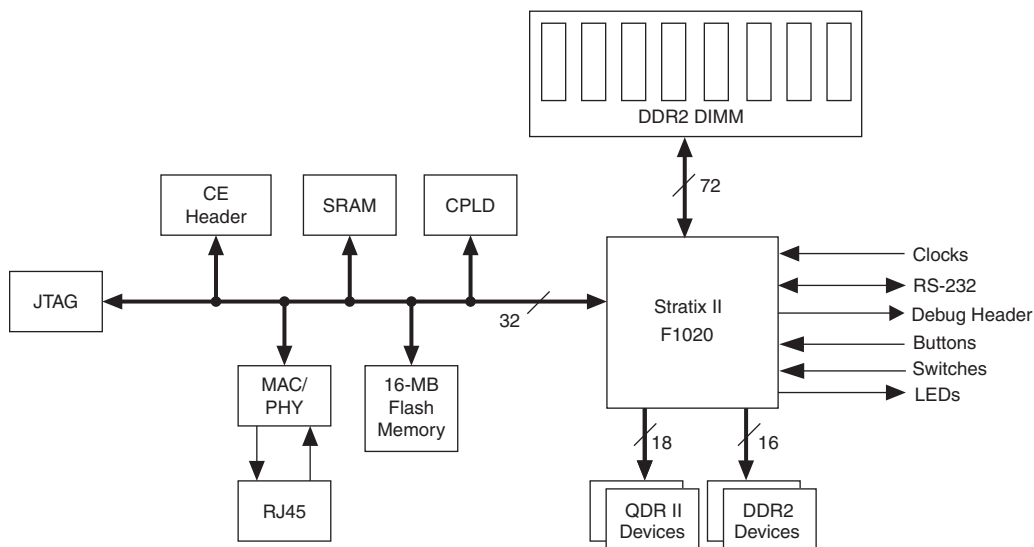 DDR2 DIMM
72
CE
Header
SRAM
CPLD
JTAG
32
Stratix II
F1020
Clocks
RS-232
Debug Header
Buttons
Switches
LEDs
MAC/
PHY
16-MB
Flash
Memory
RJ45
18
16
QDR II
Devices
DDR2
Devices